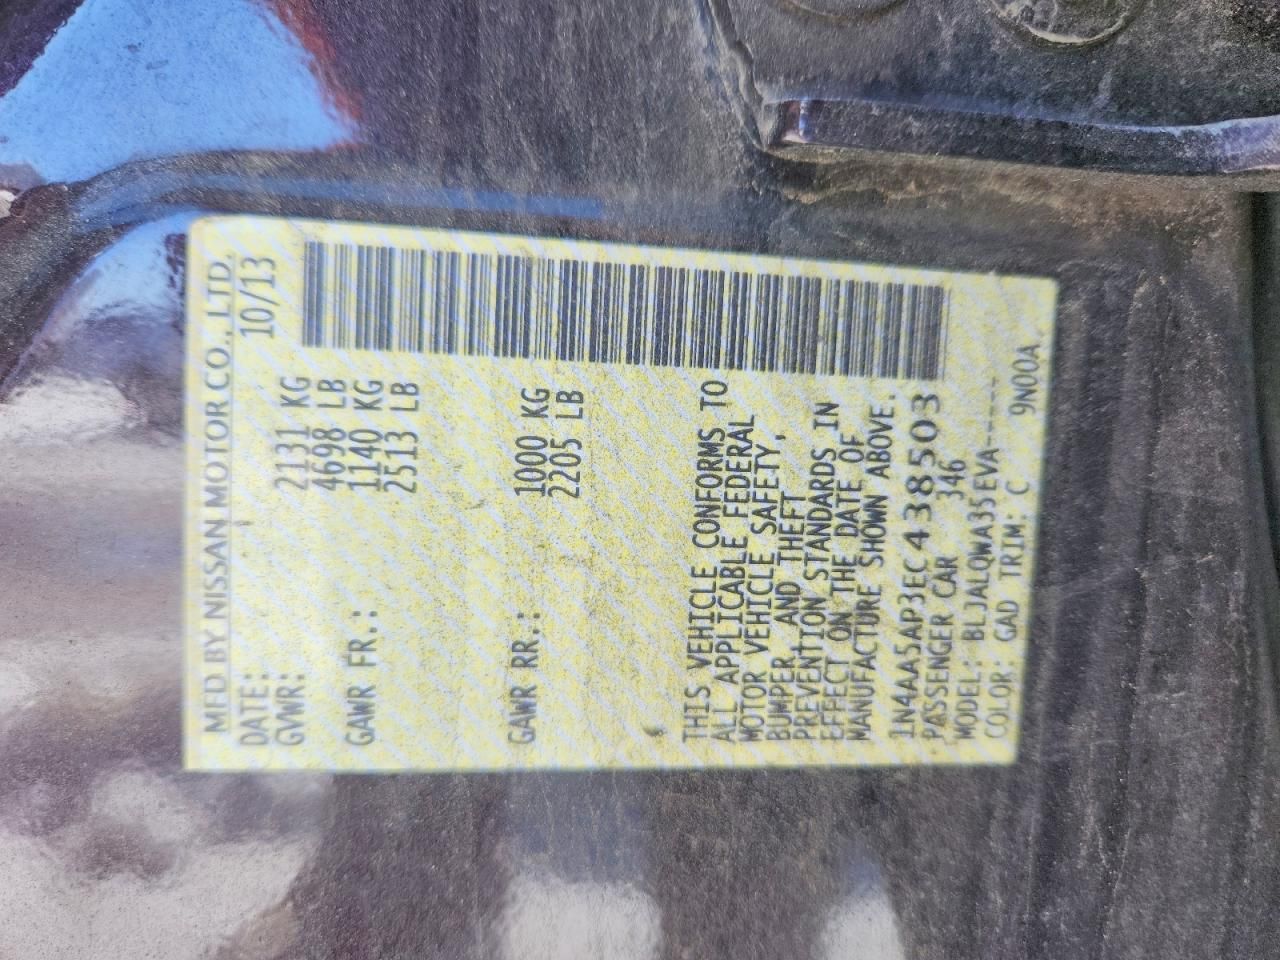 MFD BY NISSAN MOTOR CO., LTD.
DATE: 10/13
GVWR: 2131 KG
4698 LB
GAWR FR.: 1140 KG
2513 LB
GAWR RR.: 1000 KG
2205 LB
THIS VEHICLE CONFORMS TO
ALL APPLICABLE FEDERAL
MOTOR VEHICLE SAFETY,
BUMPER AND THEFT
PREVENTION STANDARDS IN
EFFECT ON THE DATE OF
MANUFACTURE SHOWN ABOVE.
1N4AA5AP3EC438503
PASSENGER CAR 346
MODEL: BLJALQWA35EVA-----
COLOR: GAD TRIM: C 9N00A